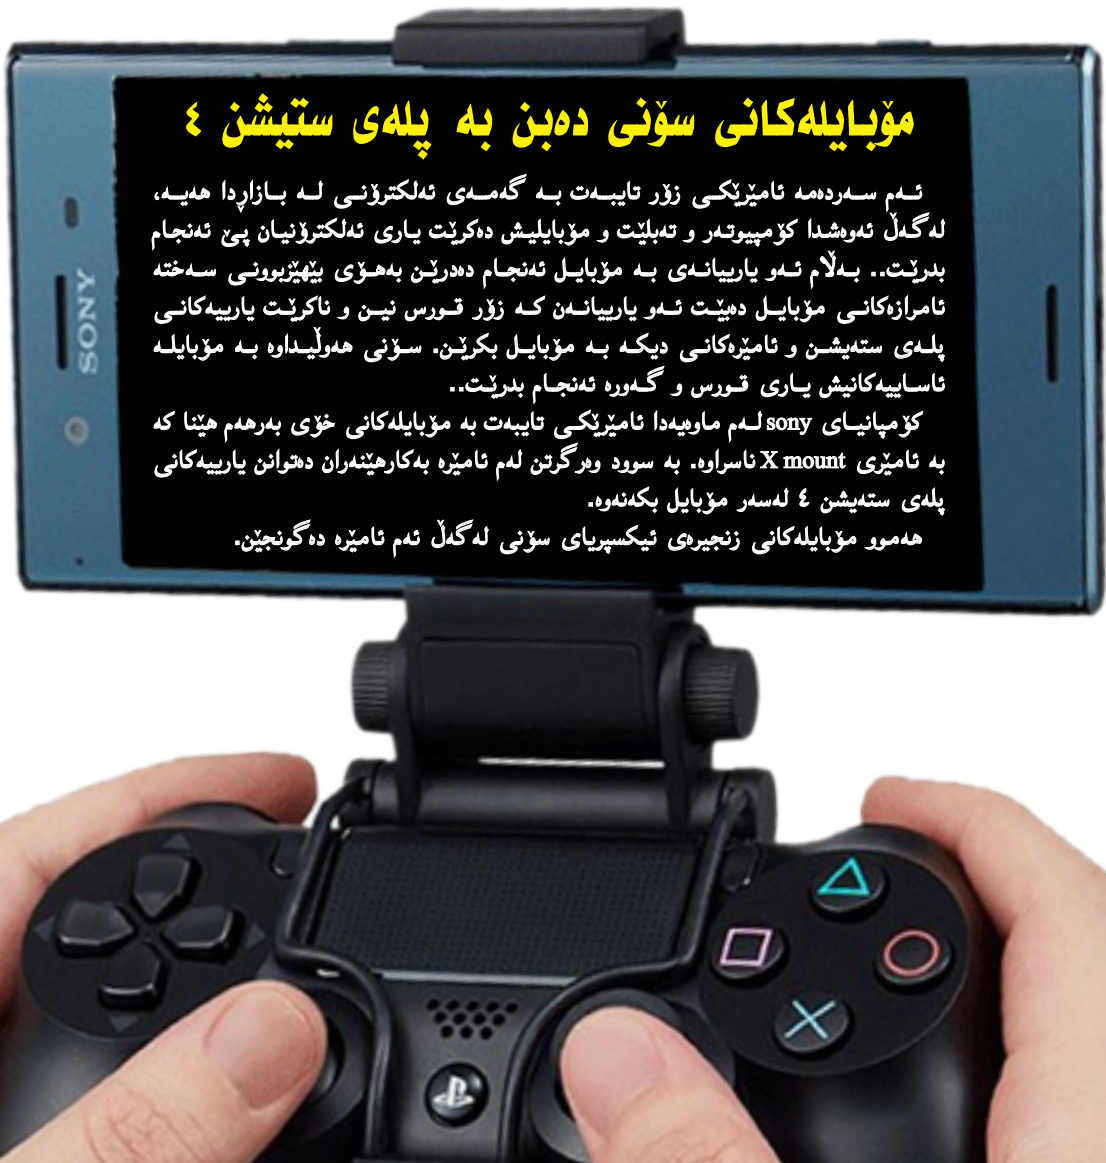 مۆبایلەکانی سۆنی دەبن بە پلەی ستیشن ٤
ئەم سەردەمە ئامێرێکی زۆر تایبەت بە گەمەی ئەلکترۆنی لە بازاڕدا هەیە،
لەگەڵ ئەوەشدا کۆمپیوتەر و تەبلێت و مۆبایلیش دەکرێت یاری ئەلکترۆنیان پێ ئەنجام
بدرێت.. بەڵام ئەو یارییانەی بە مۆبایل ئەنجام دەدرێن بەهۆی بێهێزبوونی سەختە
ئامرازەکانی مۆبایل دەبێت ئەو یارییانەن کە زۆر قورس نین و ناکرێت یارییەکانی
پلەی ستەیشن و ئامێرەکانی دیکە بە مۆبایل بکرێن. سۆنی هەوڵیداوە بە مۆبایلە
ئاساییەکانیش یاری قورس و گەورە ئەنجام بدرێت..
کۆمپانیای sony لەم ماوەیەدا ئامێرێکی تایبەت بە مۆبایلەکانی خۆی بەرهەم هێنا کە
بە ئامێری X mount ناسراوە. بە سوود وەرگرتن لەم ئامێرە بەکارهێنەران دەتوانن یارییەکانی
پلەی ستەیشن ٤ لەسەر مۆبایل بکەنەوە.
هەموو مۆبایلەکانی زنجیرەی ئیکسپریای سۆنی لەگەڵ ئەم ئامێرە دەگونجێن.
SONY